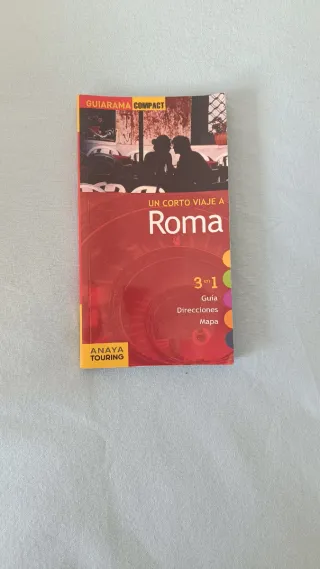 GUIARAMA COMPACT
UN CORTO VIAJE A
Roma
3 en 1
Guía
Direcciones
Mapa
ANAYA
TOURING